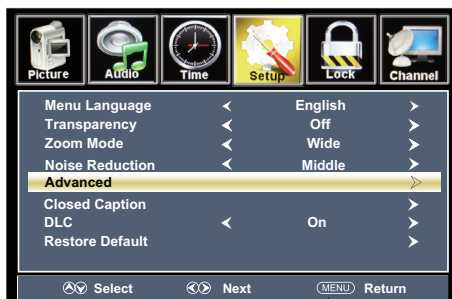 Picture Audio Time Setup Lock Channel
Menu Language English
Transparency Off
Zoom Mode Wide
Noise Reduction Middle
Advanced
Closed Caption
DLC On
Restore Default
Select Next MENU Return